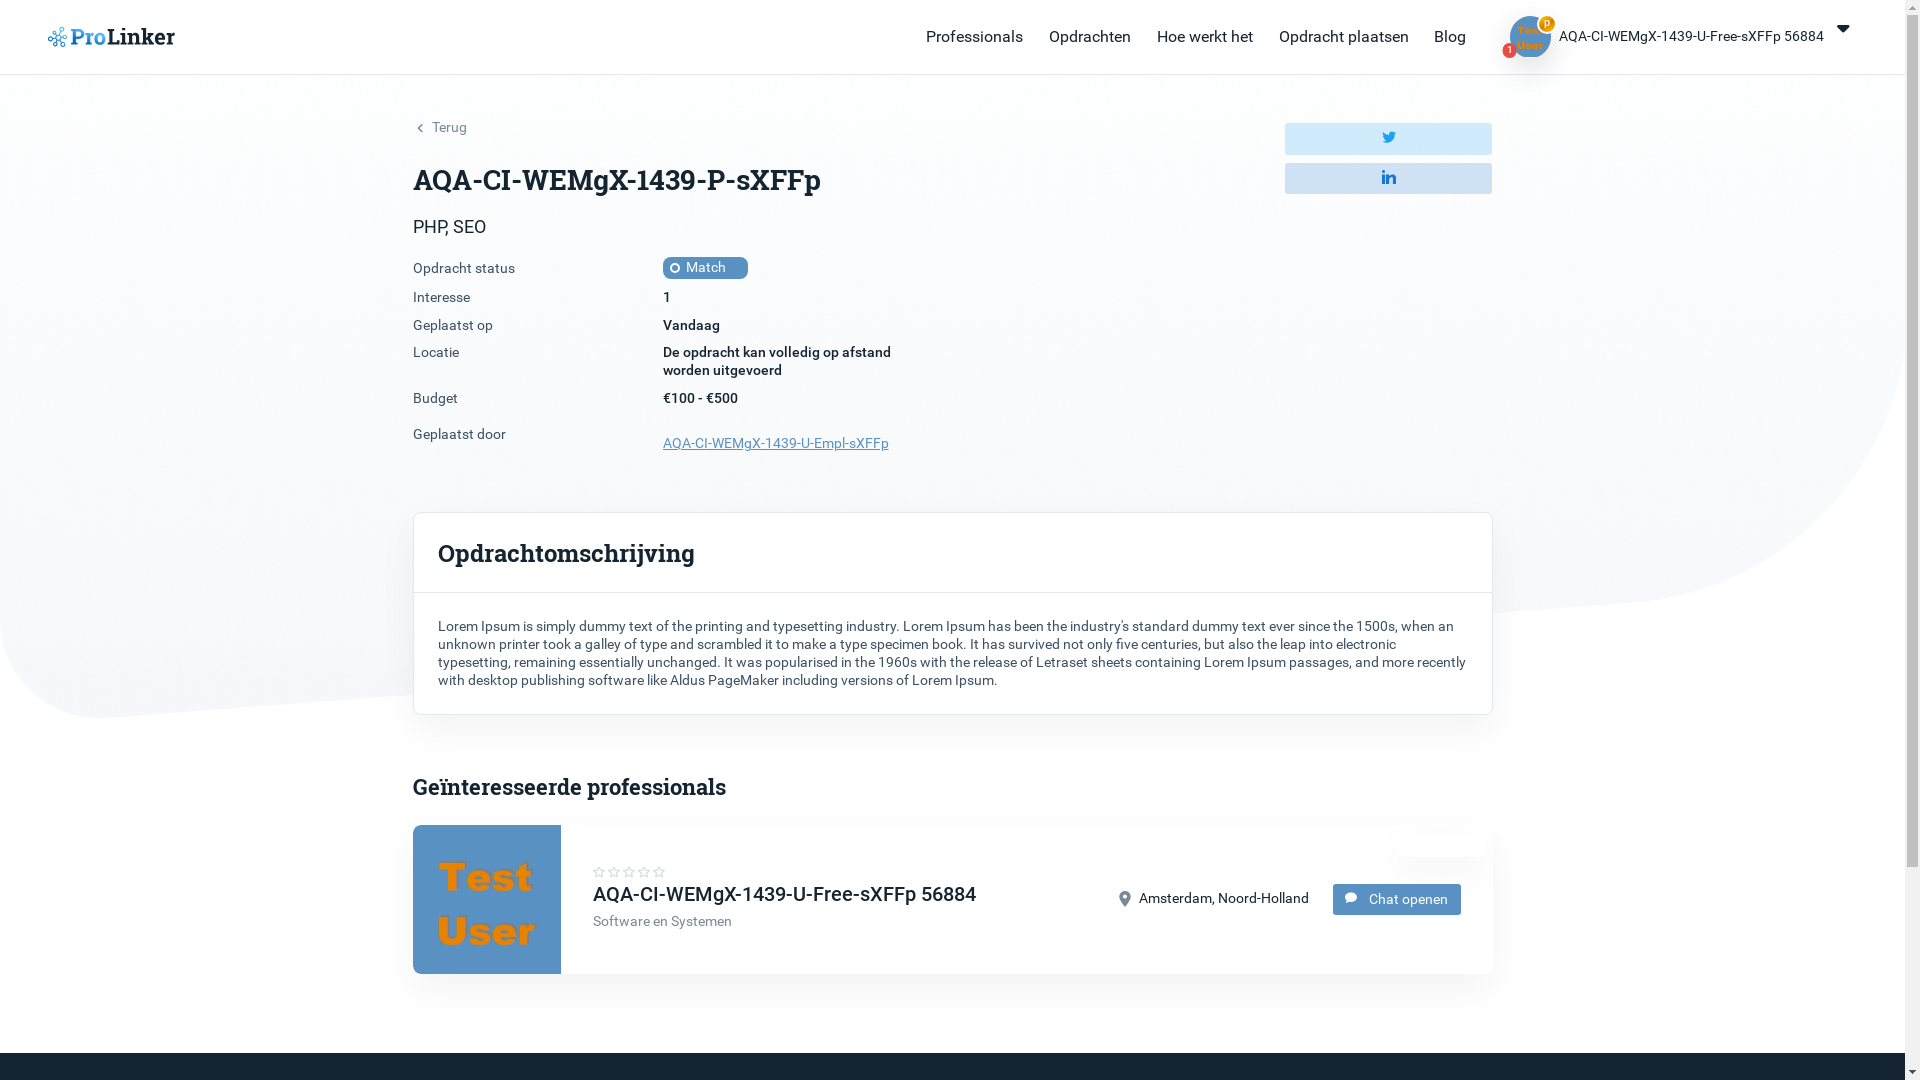 ProLinker
Professionals
Opdrachten
Hoe werkt het
Opdracht plaatsen
Blog
p
1
Test
User
AQA-CI-WEMgX-1439-U-Free-sXFFp 56884
Terug
AQA-CI-WEMgX-1439-P-sXFFp
PHP, SEO
Opdracht status
Match
Interesse
1
Geplaatst op
Vandaag
Locatie
De opdracht kan volledig op afstand
worden uitgevoerd
Budget
€100 - €500
Geplaatst door
AQA-CI-WEMgX-1439-U-Empl-sXFFp
in
Opdrachtomschrijving
Lorem Ipsum is simply dummy text of the printing and typesetting industry. Lorem Ipsum has been the industry's standard dummy text ever since the 1500s, when an
unknown printer took a galley of type and scrambled it to make a type specimen book. It has survived not only five centuries, but also the leap into electronic
typesetting, remaining essentially unchanged. It was popularised in the 1960s with the release of Letraset sheets containing Lorem Ipsum passages, and more recently
with desktop publishing software like Aldus PageMaker including versions of Lorem Ipsum.
Geïnteresseerde professionals
Test
User
AQA-CI-WEMgX-1439-U-Free-sXFFp 56884
Software en Systemen
Amsterdam, Noord-Holland
Chat openen